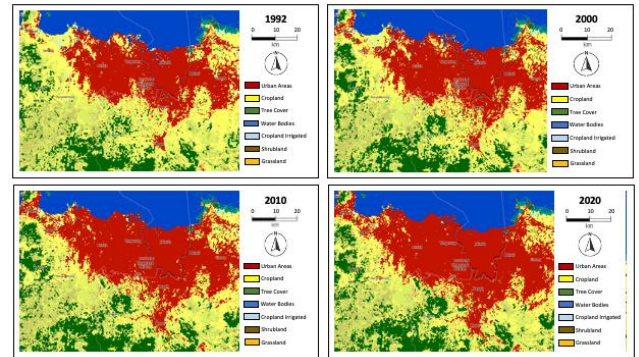 1992
0 10 20
km
N
Urban Areas
Cropland
Tree Cover
Water Bodies
Cropland Irrigated
Shrubland
Grassland
2000
0 10 20
km
N
Urban Areas
Cropland
Tree Cover
Water Bodies
Cropland Irrigated
Shrubland
Grassland
2010
0 10 20
km
N
Urban Areas
Cropland
Tree Cover
Water Bodies
Cropland Irrigated
Shrubland
Grassland
2020
0 10 20
km
N
Urban Areas
Cropland
Tree Cover
Water Bodies
Cropland Irrigated
Shrubland
Grassland